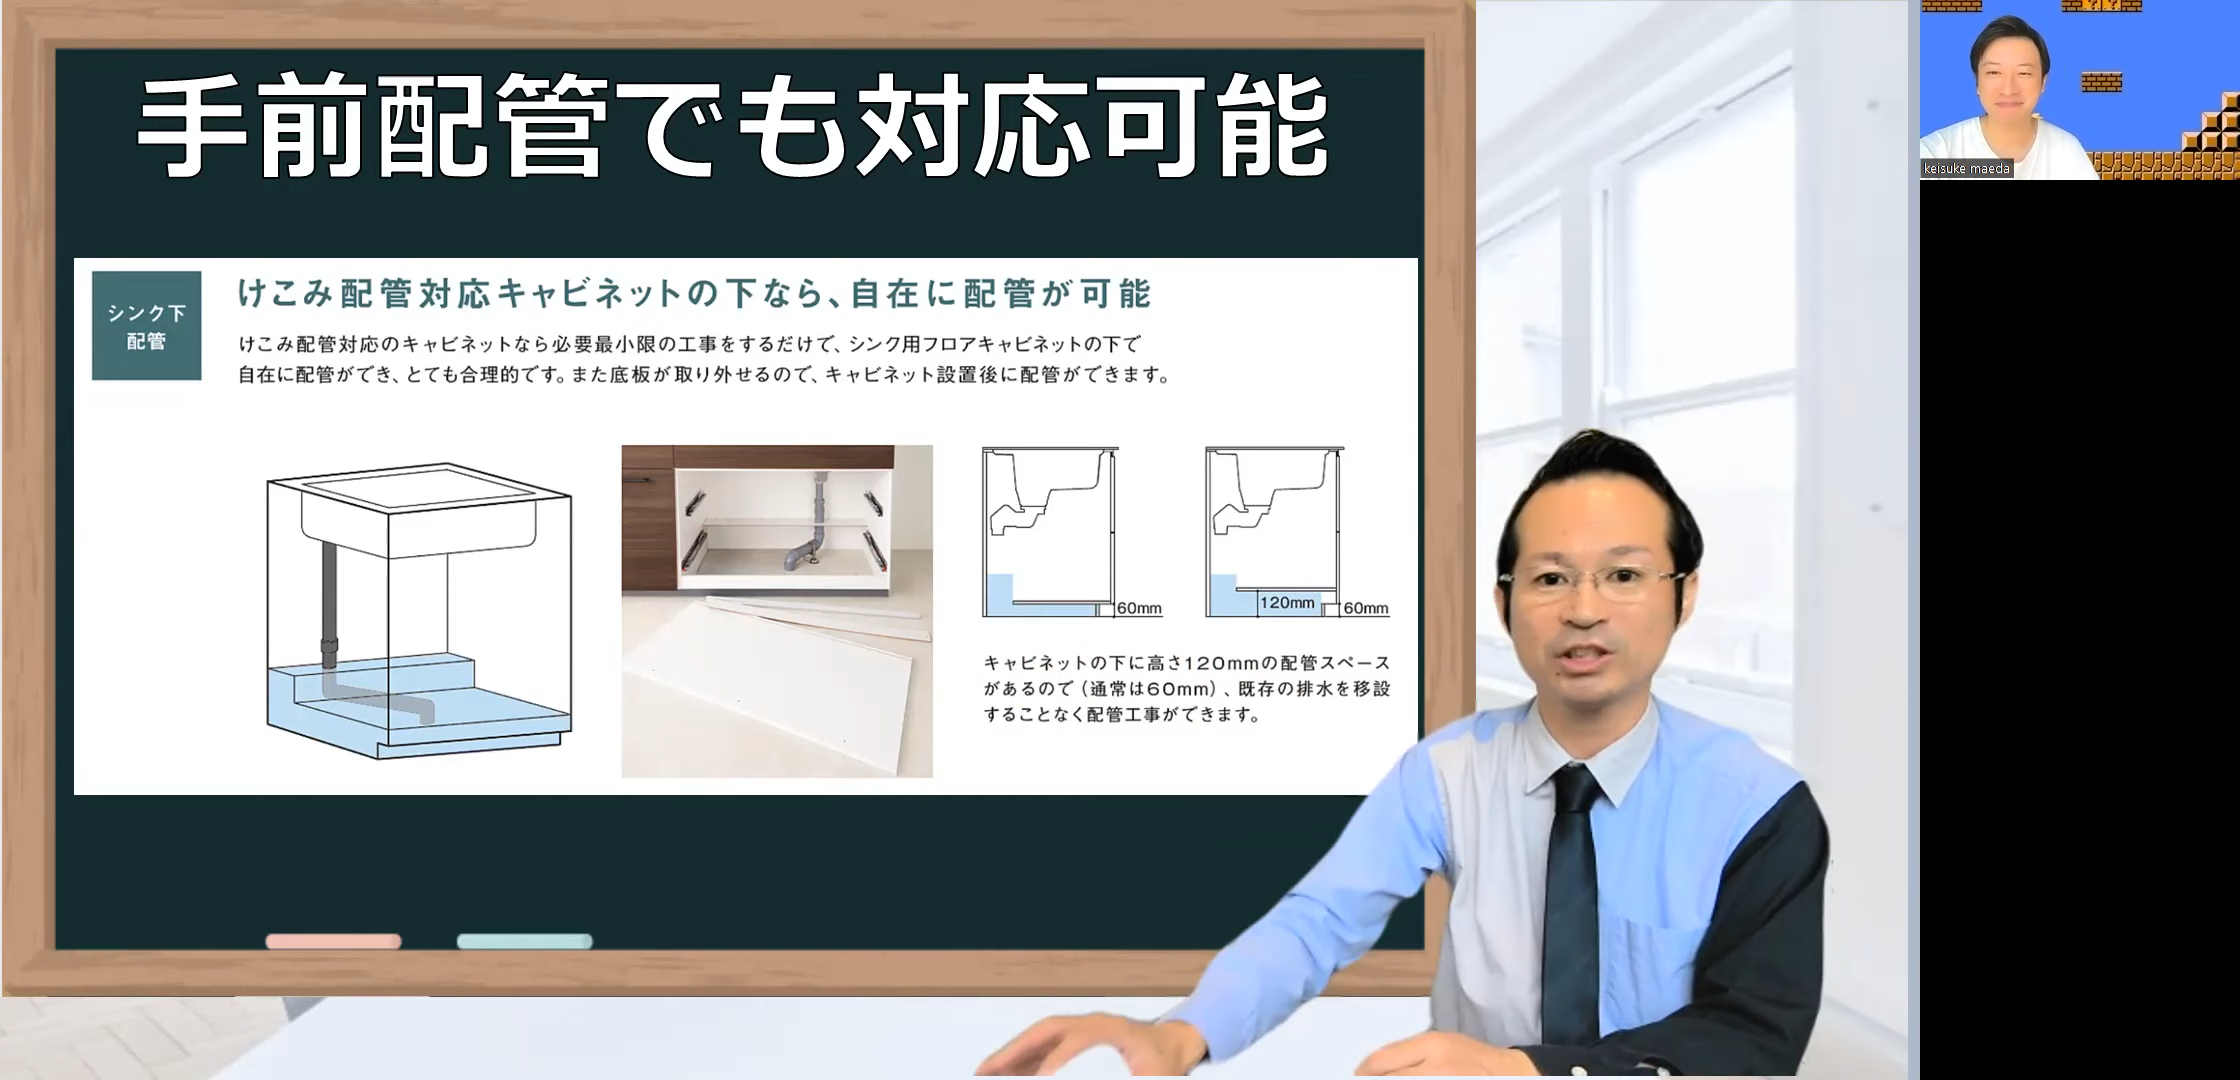 手前配管でも対応可能
シンク下
配管
けこみ配管対応キャビネットの下なら、自在に配管が可能
けこみ配管対応のキャビネットなら必要最小限の工事をするだけで、シンク用フロアキャビネットの下で
自在に配管ができ、とても合理的です。また底板が取り外せるので、キャビネット設置後に配管ができます。
60mm
120mm
60mm
キャビネットの下に高さ120mmの配管スペース
があるので（通常は60mm）、既存の排水を移設
することなく配管工事ができます。
keisuke maeda